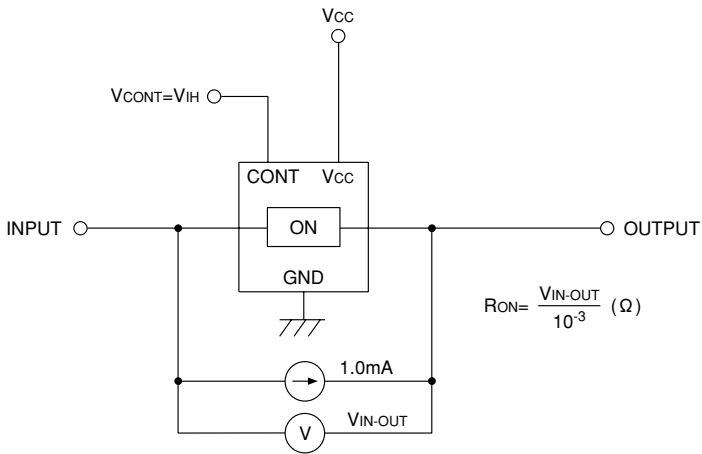 VCC
VCONT=VIH
CONT VCC
INPUT
ON
OUTPUT
GND
RON= VIN-OUT / 10-3 (Ω)
1.0mA
VIN-OUT
V